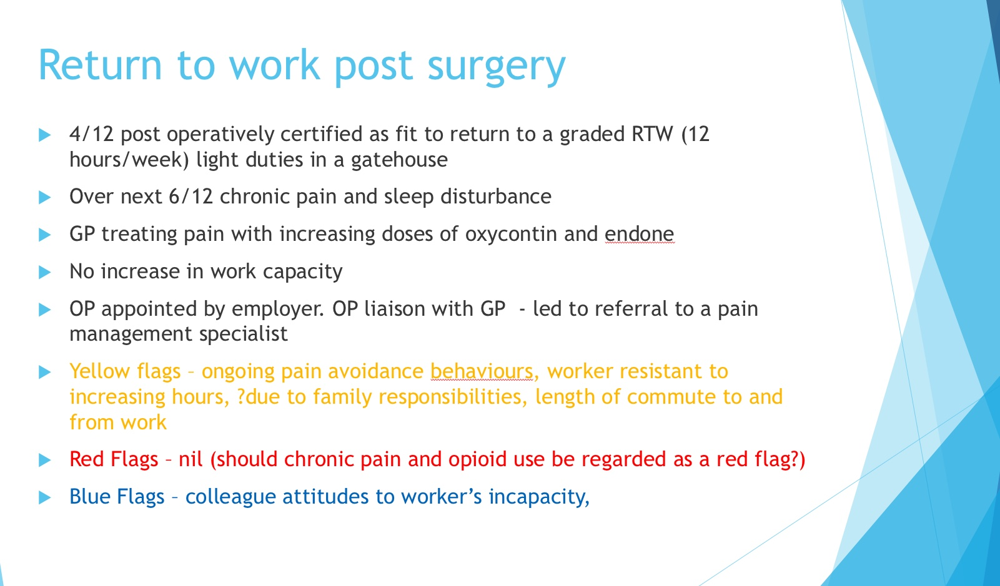 Return to work post surgery
4/12 post operatively certified as fit to return to a graded RTW (12
hours/week) light duties in a gatehouse
Over next 6/12 chronic pain and sleep disturbance
GP treating pain with increasing doses of oxycontin and endone
No increase in work capacity
OP appointed by employer. OP liaison with GP  - led to referral to a pain
management specialist
Yellow flags – ongoing pain avoidance behaviours, worker resistant to
increasing hours, ?due to family responsibilities, length of commute to and
from work
Red Flags – nil (should chronic pain and opioid use be regarded as a red flag?)
Blue Flags – colleague attitudes to worker’s incapacity,